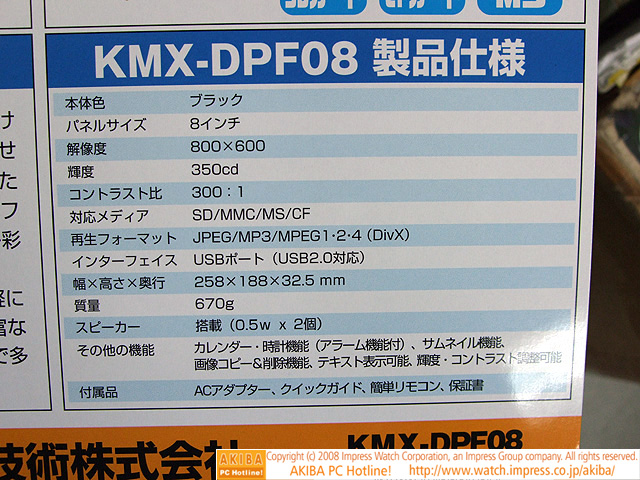 KMX-DPF08 製品仕様
本体色 ブラック
パネルサイズ 8インチ
解像度 800×600
輝度 350cd
コントラスト比 300：1
対応メディア SD/MMC/MS/CF
再生フォーマット JPEG/MP3/MPEG1･2･4（DivX）
インターフェイス USBポート（USB2.0対応）
幅×高さ×奥行 258×188×32.5 mm
質量 670g
スピーカー 搭載（0.5w x 2個）
その他の機能 カレンダー・時計機能（アラーム機能付）、サムネイル機能、
画像コピー&削除機能、テキスト表示可能、輝度・コントラスト調整可能
付属品 ACアダプター、クイックガイド、簡単リモコン、保証書
け
せ
た
フ
彩
軽に
富な
で多
技術株式会社
KMX-DPF08
AKIBA PC Hotline!
Copyright (c) 2008 Impress Watch Corporation, an Impress Group company. All rights reserved.
AKIBA PC Hotline! http://www.watch.impress.co.jp/akiba/